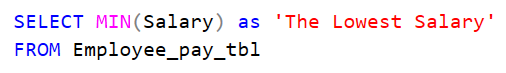 SELECT MIN(Salary) as 'The Lowest Salary'
FROM Employee_pay_tbl